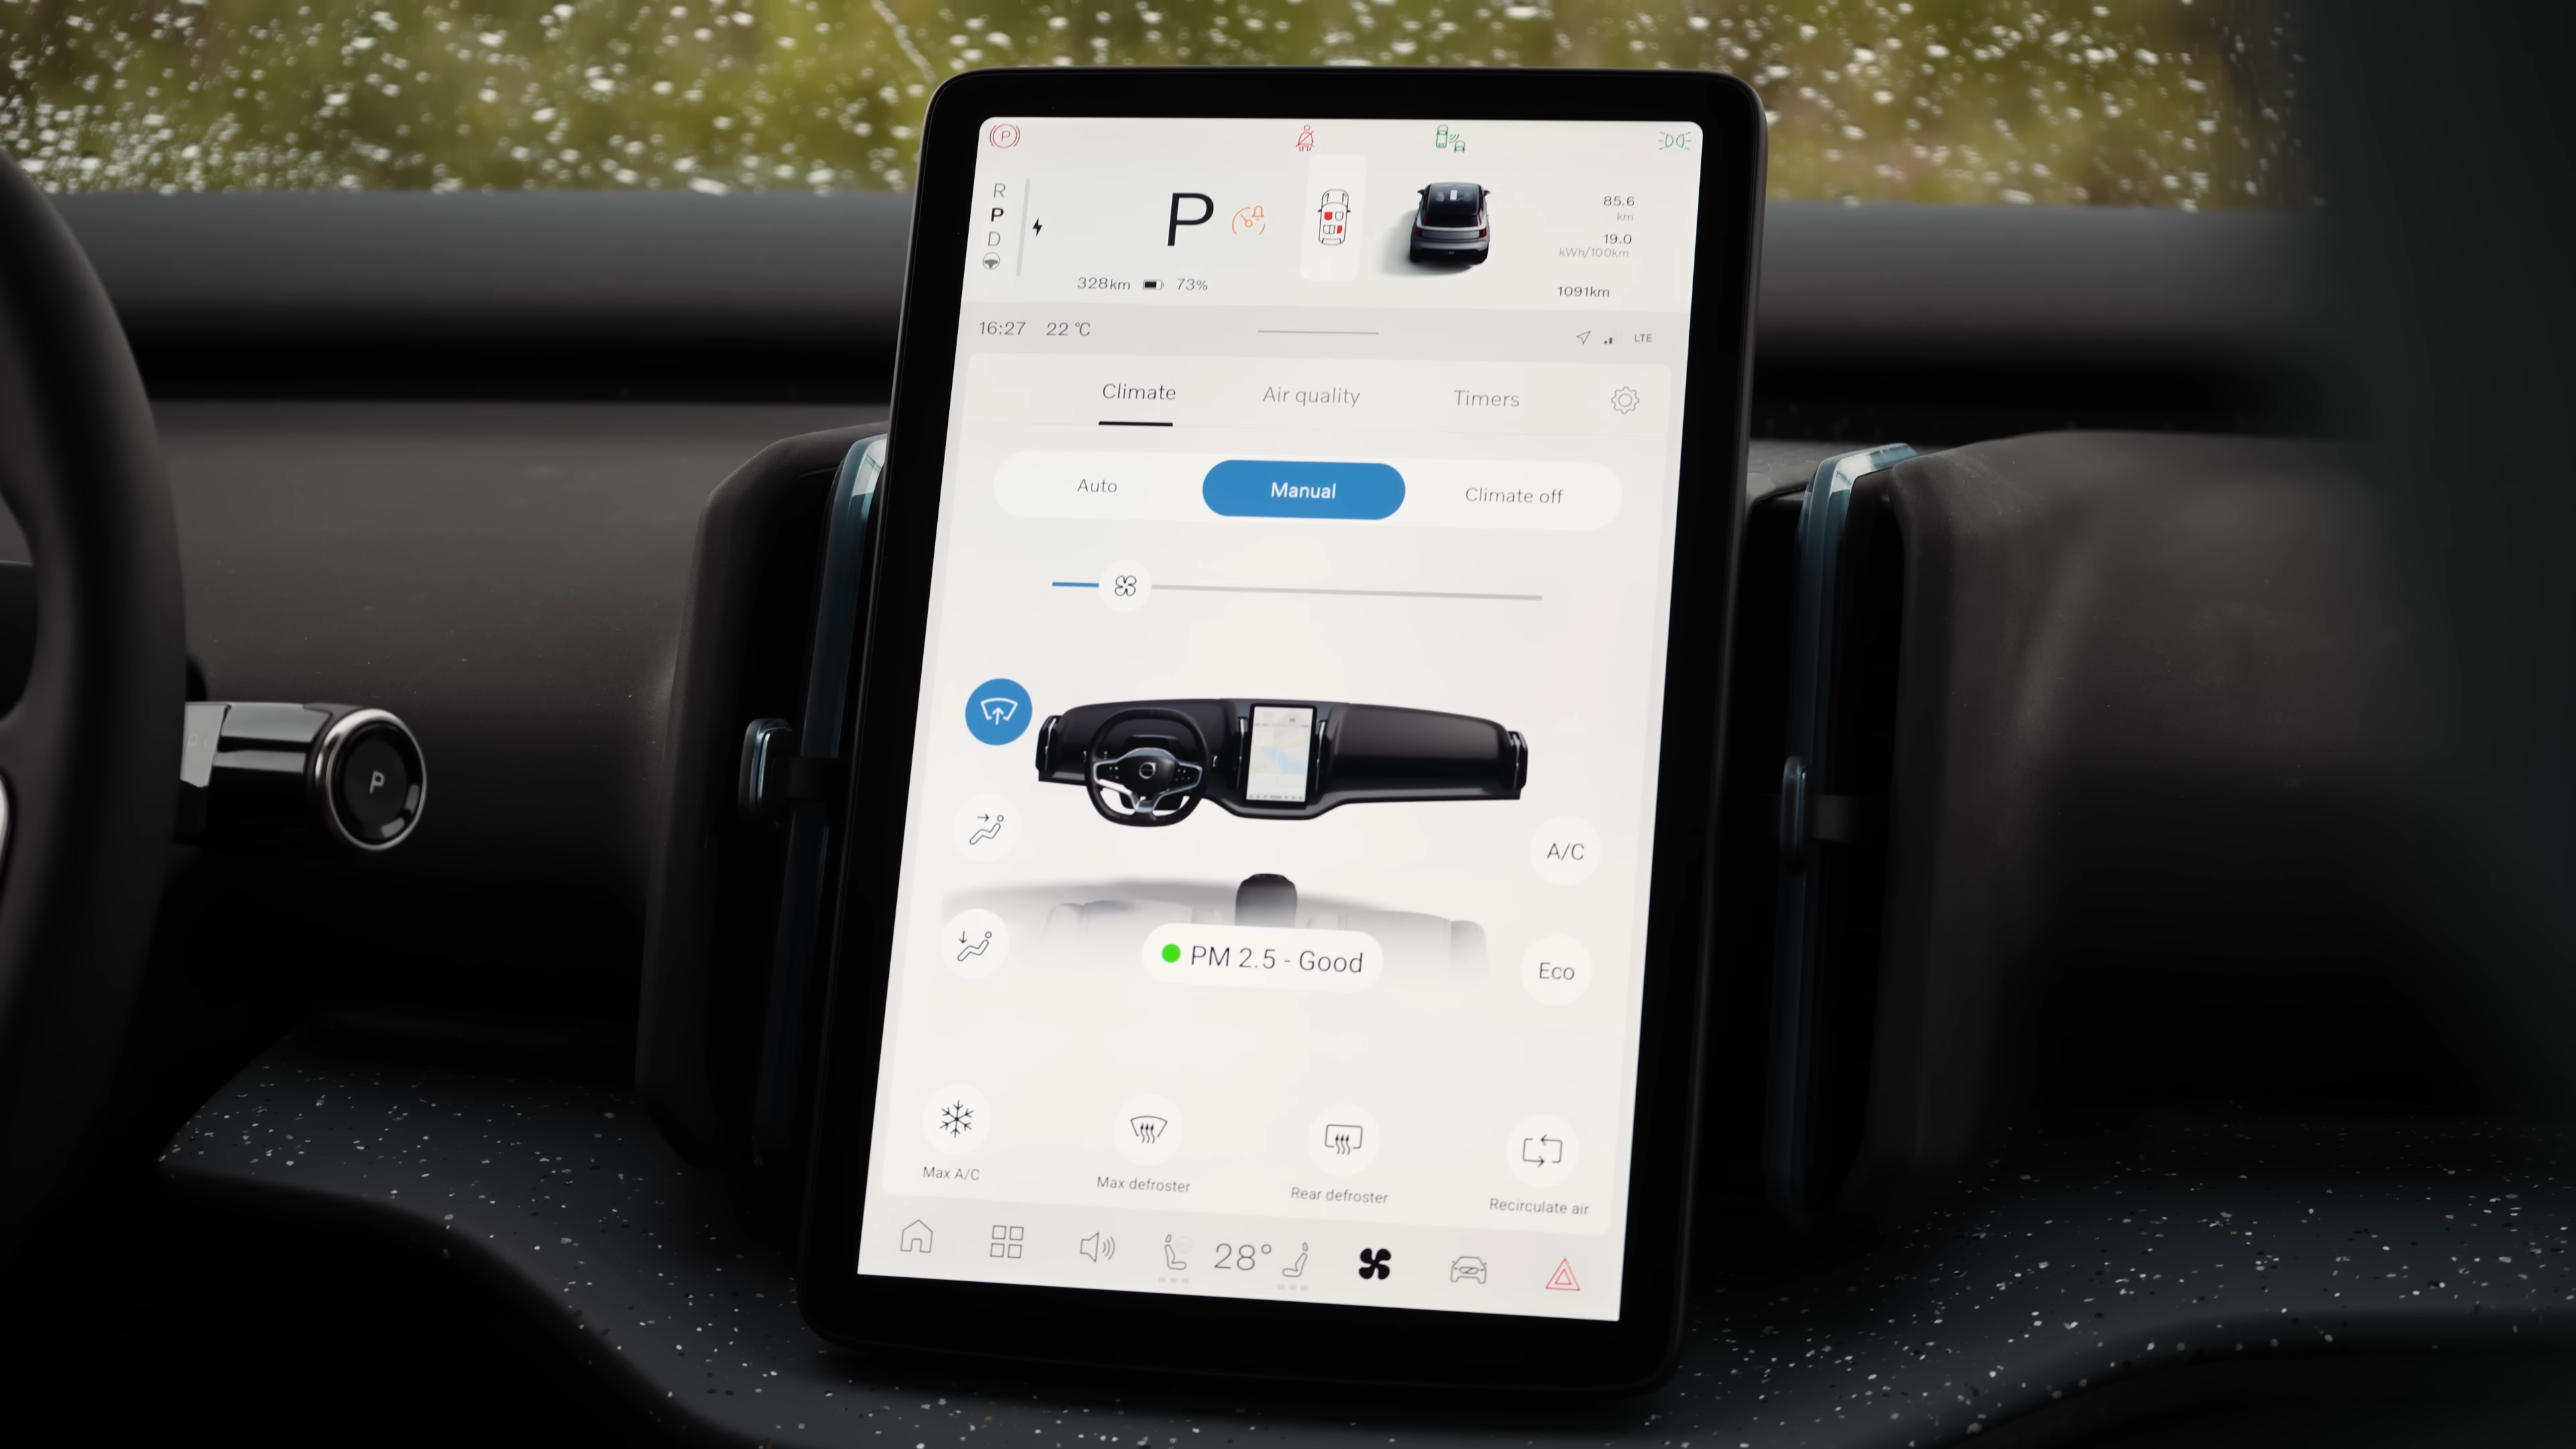 P
R
P
D
P
85.6
km
19.0
kWh/100km
328km 73%
1091km
16:27 22 °C
LTE
Climate Air quality Timers
Auto Manual Climate off
A/C
PM 2.5 - Good
Eco
Max A/C Max defroster Rear defroster Recirculate air
28°
P